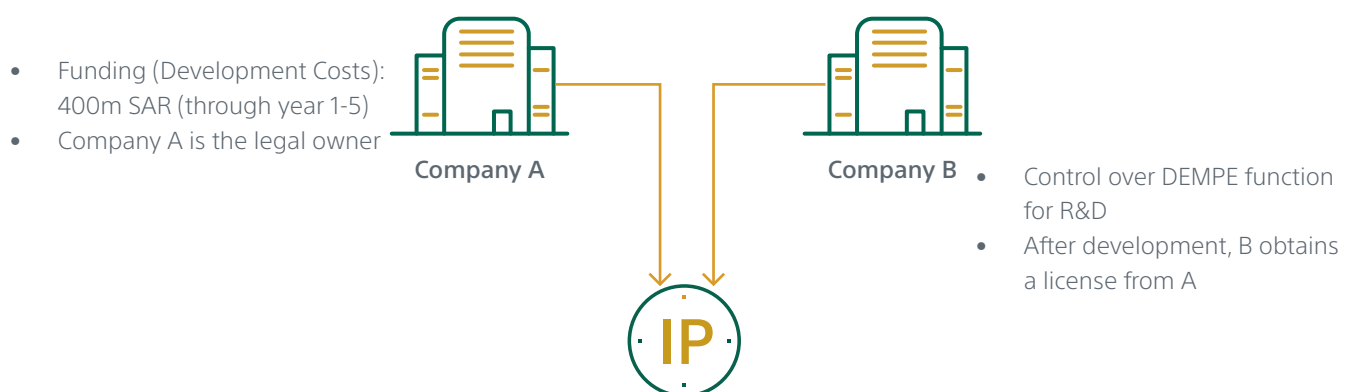 • Funding (Development Costs):
400m SAR (through year 1-5)
• Company A is the legal owner
Company A
Company B
• Control over DEMPE function
for R&D
• After development, B obtains
a license from A
IP